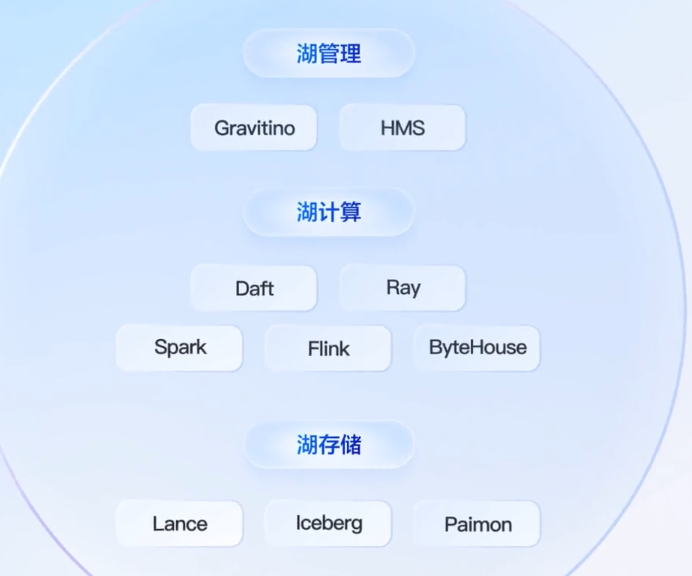 湖管理
Gravitino HMS
湖计算
Daft Ray
Spark Flink ByteHouse
湖存储
Lance Iceberg Paimon